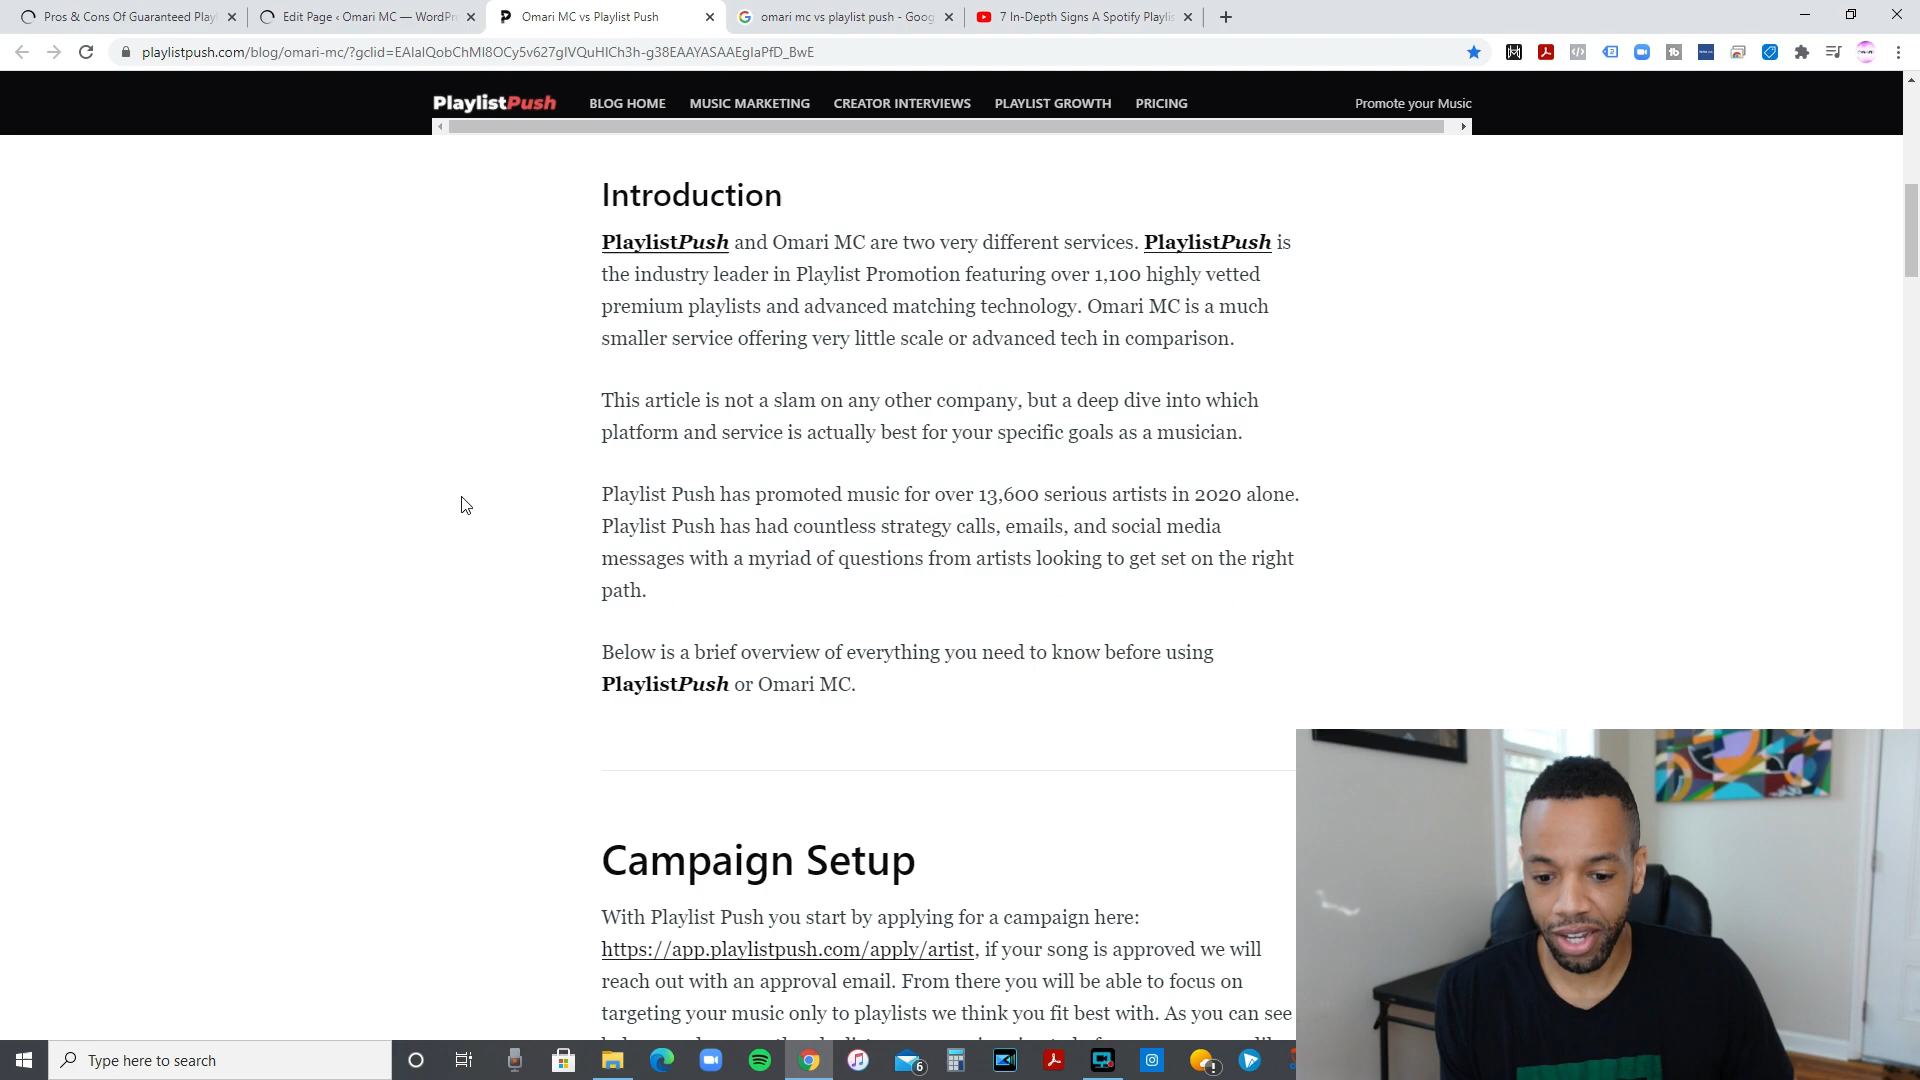 Pros & Cons Of Guaranteed Play
Edit Page ‹ Omari MC — WordPr
Omari MC vs Playlist Push
omari mc vs playlist push - Goog
7 In-Depth Signs A Spotify Playlis
playlistpush.com/blog/omari-mc/?gclid=EAIaIQobChMI8OCy5v627gIVQuHICh3h-g38EAAYASAAEgIaPfD_BwE
PlaylistPush BLOG HOME MUSIC MARKETING CREATOR INTERVIEWS PLAYLIST GROWTH PRICING Promote your Music
Introduction
PlaylistPush and Omari MC are two very different services. PlaylistPush is
the industry leader in Playlist Promotion featuring over 1,100 highly vetted
premium playlists and advanced matching technology. Omari MC is a much
smaller service offering very little scale or advanced tech in comparison.
This article is not a slam on any other company, but a deep dive into which
platform and service is actually best for your specific goals as a musician.
Playlist Push has promoted music for over 13,600 serious artists in 2020 alone.
Playlist Push has had countless strategy calls, emails, and social media
messages with a myriad of questions from artists looking to get set on the right
path.
Below is a brief overview of everything you need to know before using
PlaylistPush or Omari MC.
Campaign Setup
With Playlist Push you start by applying for a campaign here:
https://app.playlistpush.com/apply/artist, if your song is approved we will
reach out with an approval email. From there you will be able to focus on
targeting your music only to playlists we think you fit best with. As you can see
Type here to search
6